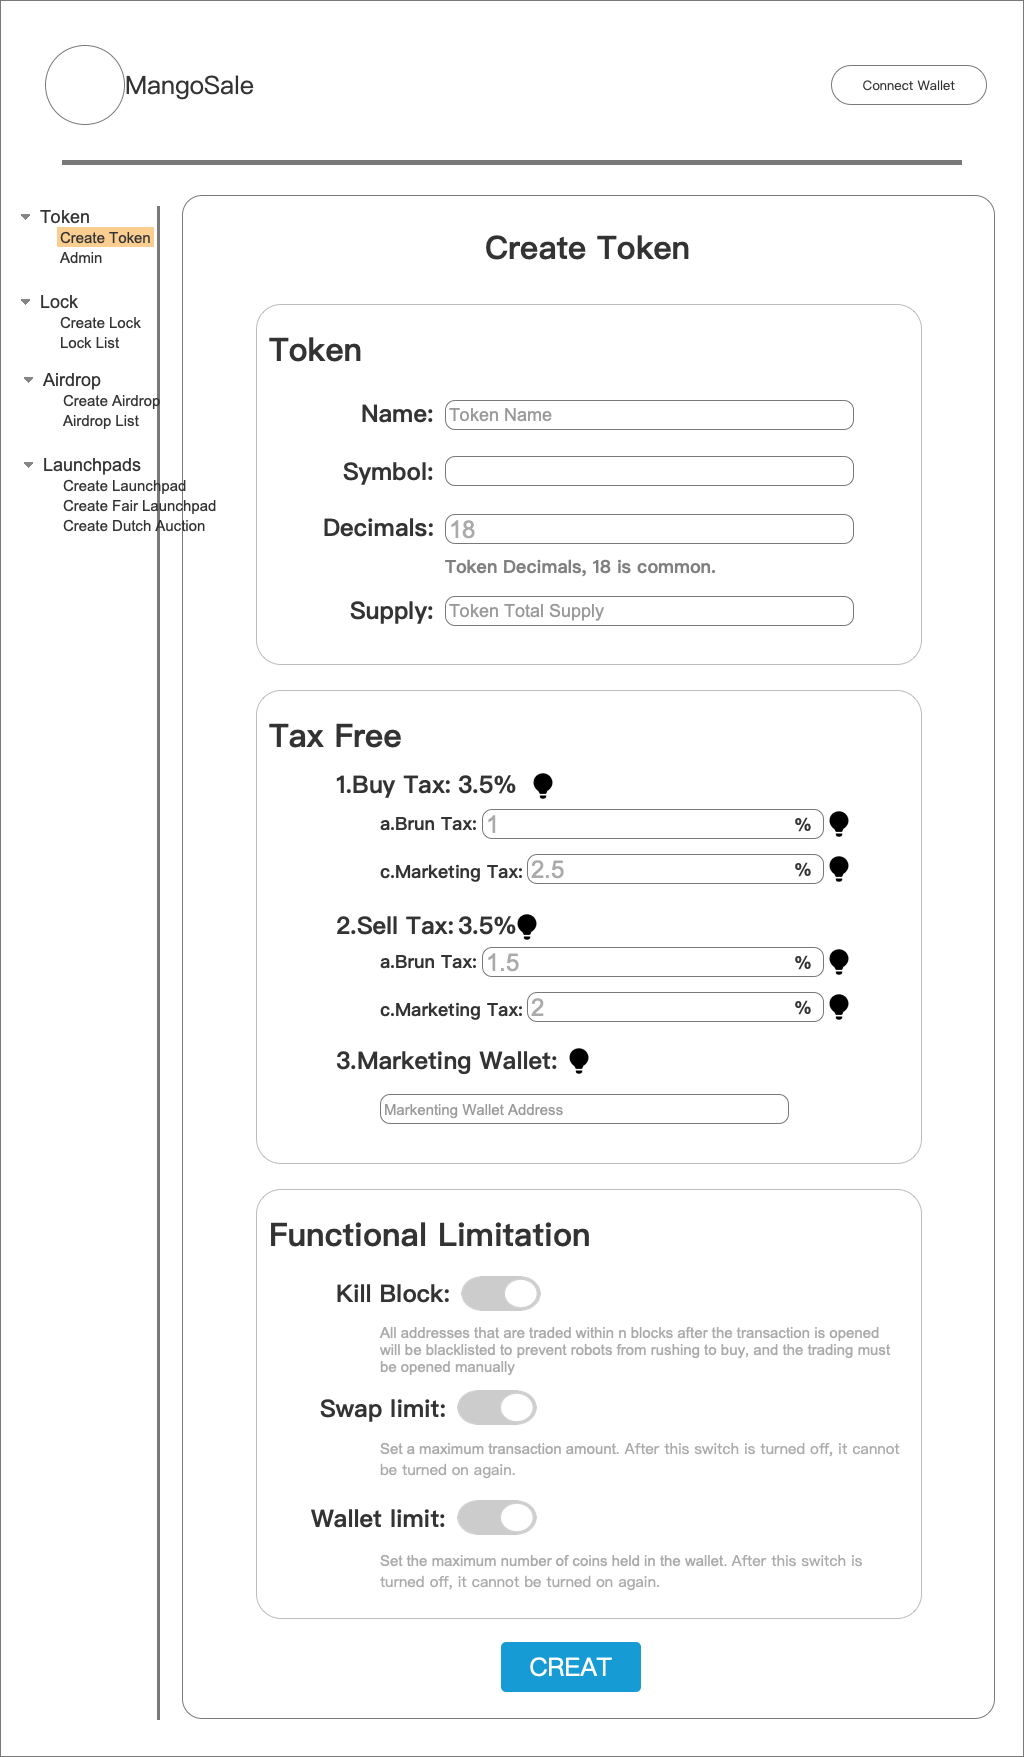 MangoSale
Connect Wallet
Token
Create Token
Admin
Lock
Create Lock
Lock List
Airdrop
Create Airdrop
Airdrop List
Launchpads
Create Launchpad
Create Fair Launchpad
Create Dutch Auction
Create Token
Token
Name: Token Name
Symbol:
Decimals: 18
Token Decimals, 18 is common.
Supply: Token Total Supply
Tax Free
1.Buy Tax: 3.5%
a.Brun Tax: 1 %
c.Marketing Tax: 2.5 %
2.Sell Tax: 3.5%
a.Brun Tax: 1.5 %
c.Marketing Tax: 2 %
3.Marketing Wallet:
Markenting Wallet Address
Functional Limitation
Kill Block:
All addresses that are traded within n blocks after the transaction is opened
will be blacklisted to prevent robots from rushing to buy, and the trading must
be opened manually
Swap limit:
Set a maximum transaction amount. After this switch is turned off, it cannot
be turned on again.
Wallet limit:
Set the maximum number of coins held in the wallet. After this switch is
turned off, it cannot be turned on again.
CREAT